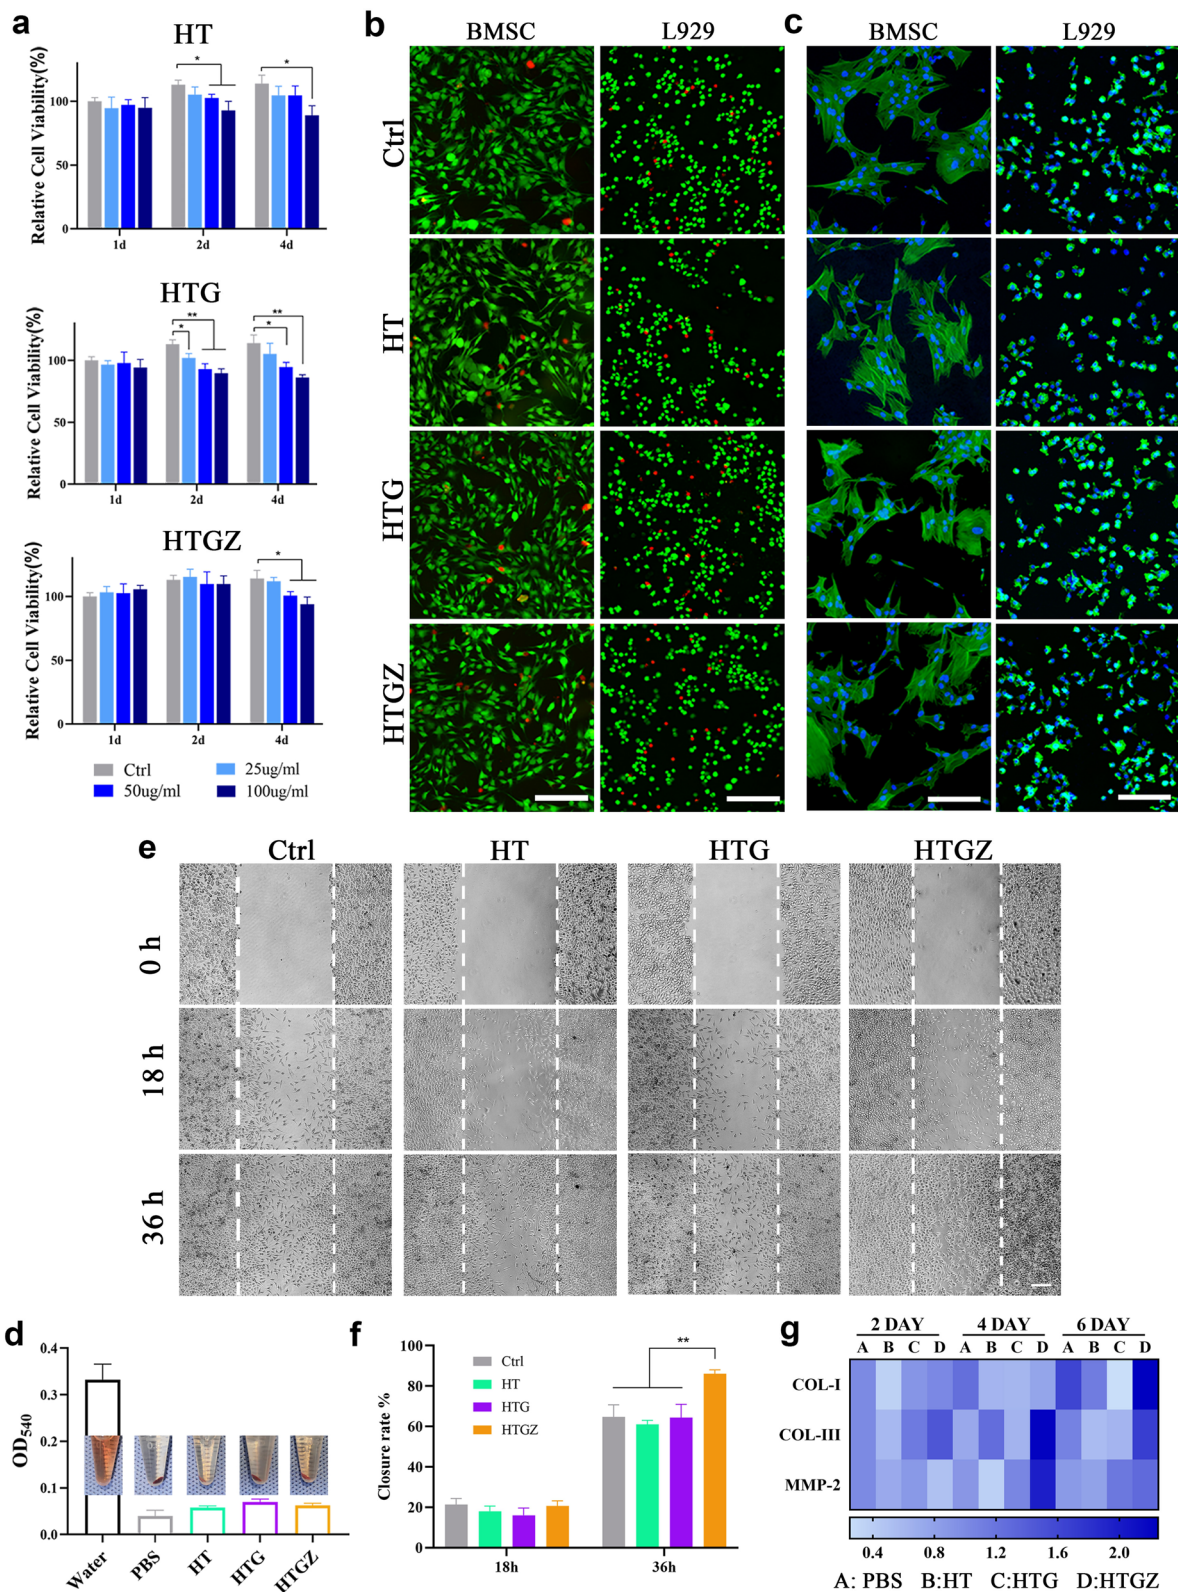 a
HT
Relative Cell Viability(%)
100
50
0
1d 2d 4d
* *
HTG
Relative Cell Viability(%)
100
50
0
1d 2d 4d
* ** * **
HTGZ
Relative Cell Viability(%)
100
50
0
1d 2d 4d
*
Ctrl 25ug/ml
50ug/ml 100ug/ml
b
BMSC L929
Ctrl
HT
HTG
HTGZ
c
BMSC L929
e
Ctrl HT HTG HTGZ
0 h
18 h
36 h
d
OD540
0.4
0.3
0.2
0.1
0.0
Water PBS HT HTG HTGZ
f
Closure rate %
100
80
60
40
20
0
Ctrl
HT
HTG
HTGZ
**
18h 36h
g
2 DAY 4 DAY 6 DAY
A B C D A B C D A B C D
COL-I
COL-III
MMP-2
0.4 0.8 1.2 1.6 2.0
A: PBS B:HT C:HTG D:HTGZ